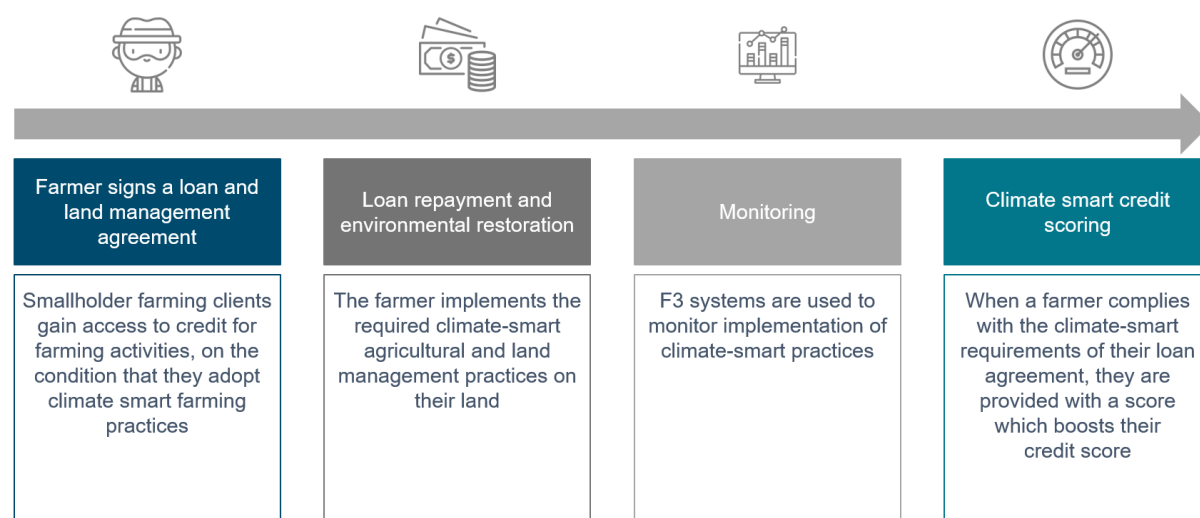 Farmer signs a loan and
land management
agreement
Smallholder farming clients
gain access to credit for
farming activities, on the
condition that they adopt
climate smart farming
practices
Loan repayment and
environmental restoration
The farmer implements the
required climate-smart
agricultural and land
management practices on
their land
Monitoring
F3 systems are used to
monitor implementation of
climate-smart practices
Climate smart credit
scoring
When a farmer complies
with the climate-smart
requirements of their loan
agreement, they are
provided with a score
which boosts their
credit score